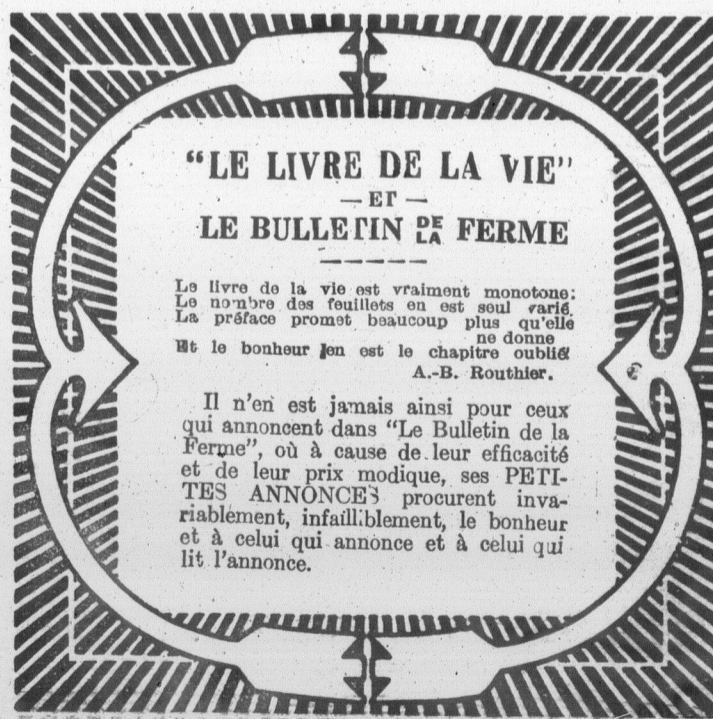 "LE LIVRE DE LA VIE"
— ET —
LE BULLETIN DE LA FERME
Le livre de la vie est vraiment monotone:
Le nombre des feuillets en est seul varié.
La préface promet beaucoup plus qu'elle
ne donne
Et le bonheur en est le chapitre oublié
A.-B. Routhier.
Il n'en est jamais ainsi pour ceux
qui annoncent dans "Le Bulletin de la
Ferme", où à cause de leur efficacité
et de leur prix modique, ses PETI-
TES ANNONCES procurent inva-
riablement, infailliblement, le bonheur
et à celui qui annonce et à celui qui
lit l'annonce.